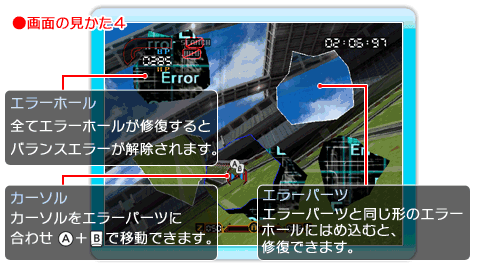 ●画面の見かた4
02:06:97
0285
Error
エラーホール
全てエラーホールが修復すると
バランスエラーが解除されます。
A
B
カーソル
カーソルをエラーパーツに
合わせ A + B で移動できます。
エラーパーツ
エラーパーツと同じ形のエラー
ホールにはめ込むと、
修復できます。